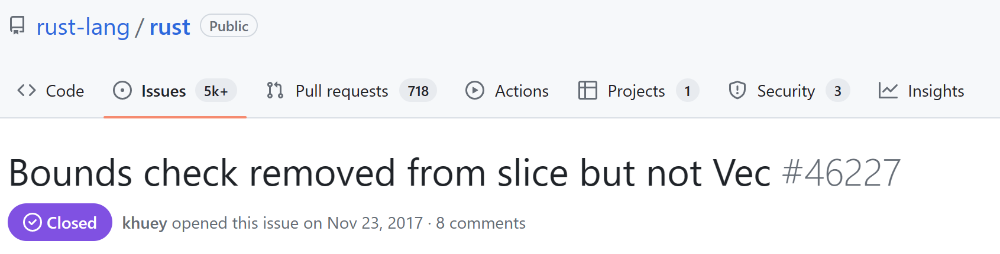 rust-lang / rust Public
Code Issues 5k+ Pull requests 718 Actions Projects 1 Security 3 Insights
Bounds check removed from slice but not Vec #46227
Closed khuey opened this issue on Nov 23, 2017 · 8 comments